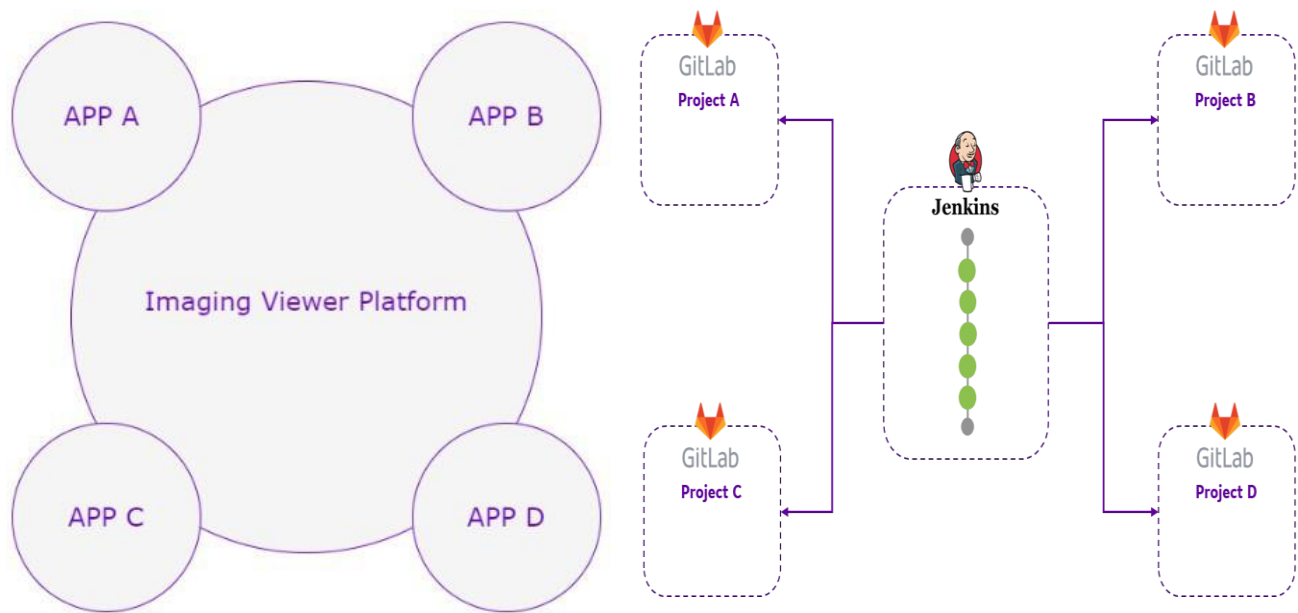 APP A
APP B
Imaging Viewer Platform
APP C
APP D
GitLab
Project A
GitLab
Project B
Jenkins
GitLab
Project C
GitLab
Project D